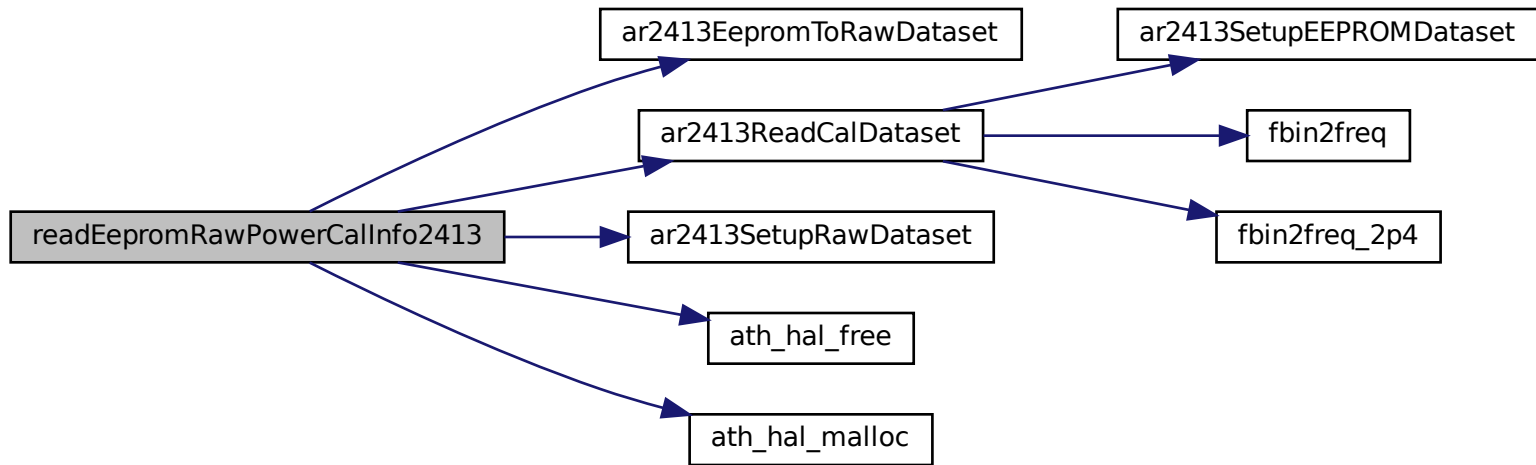 ar2413EepromToRawDataset
ar2413SetupEEPROMDataset
ar2413ReadCalDataset
fbin2freq
readEepromRawPowerCalInfo2413
ar2413SetupRawDataset
fbin2freq_2p4
ath_hal_free
ath_hal_malloc